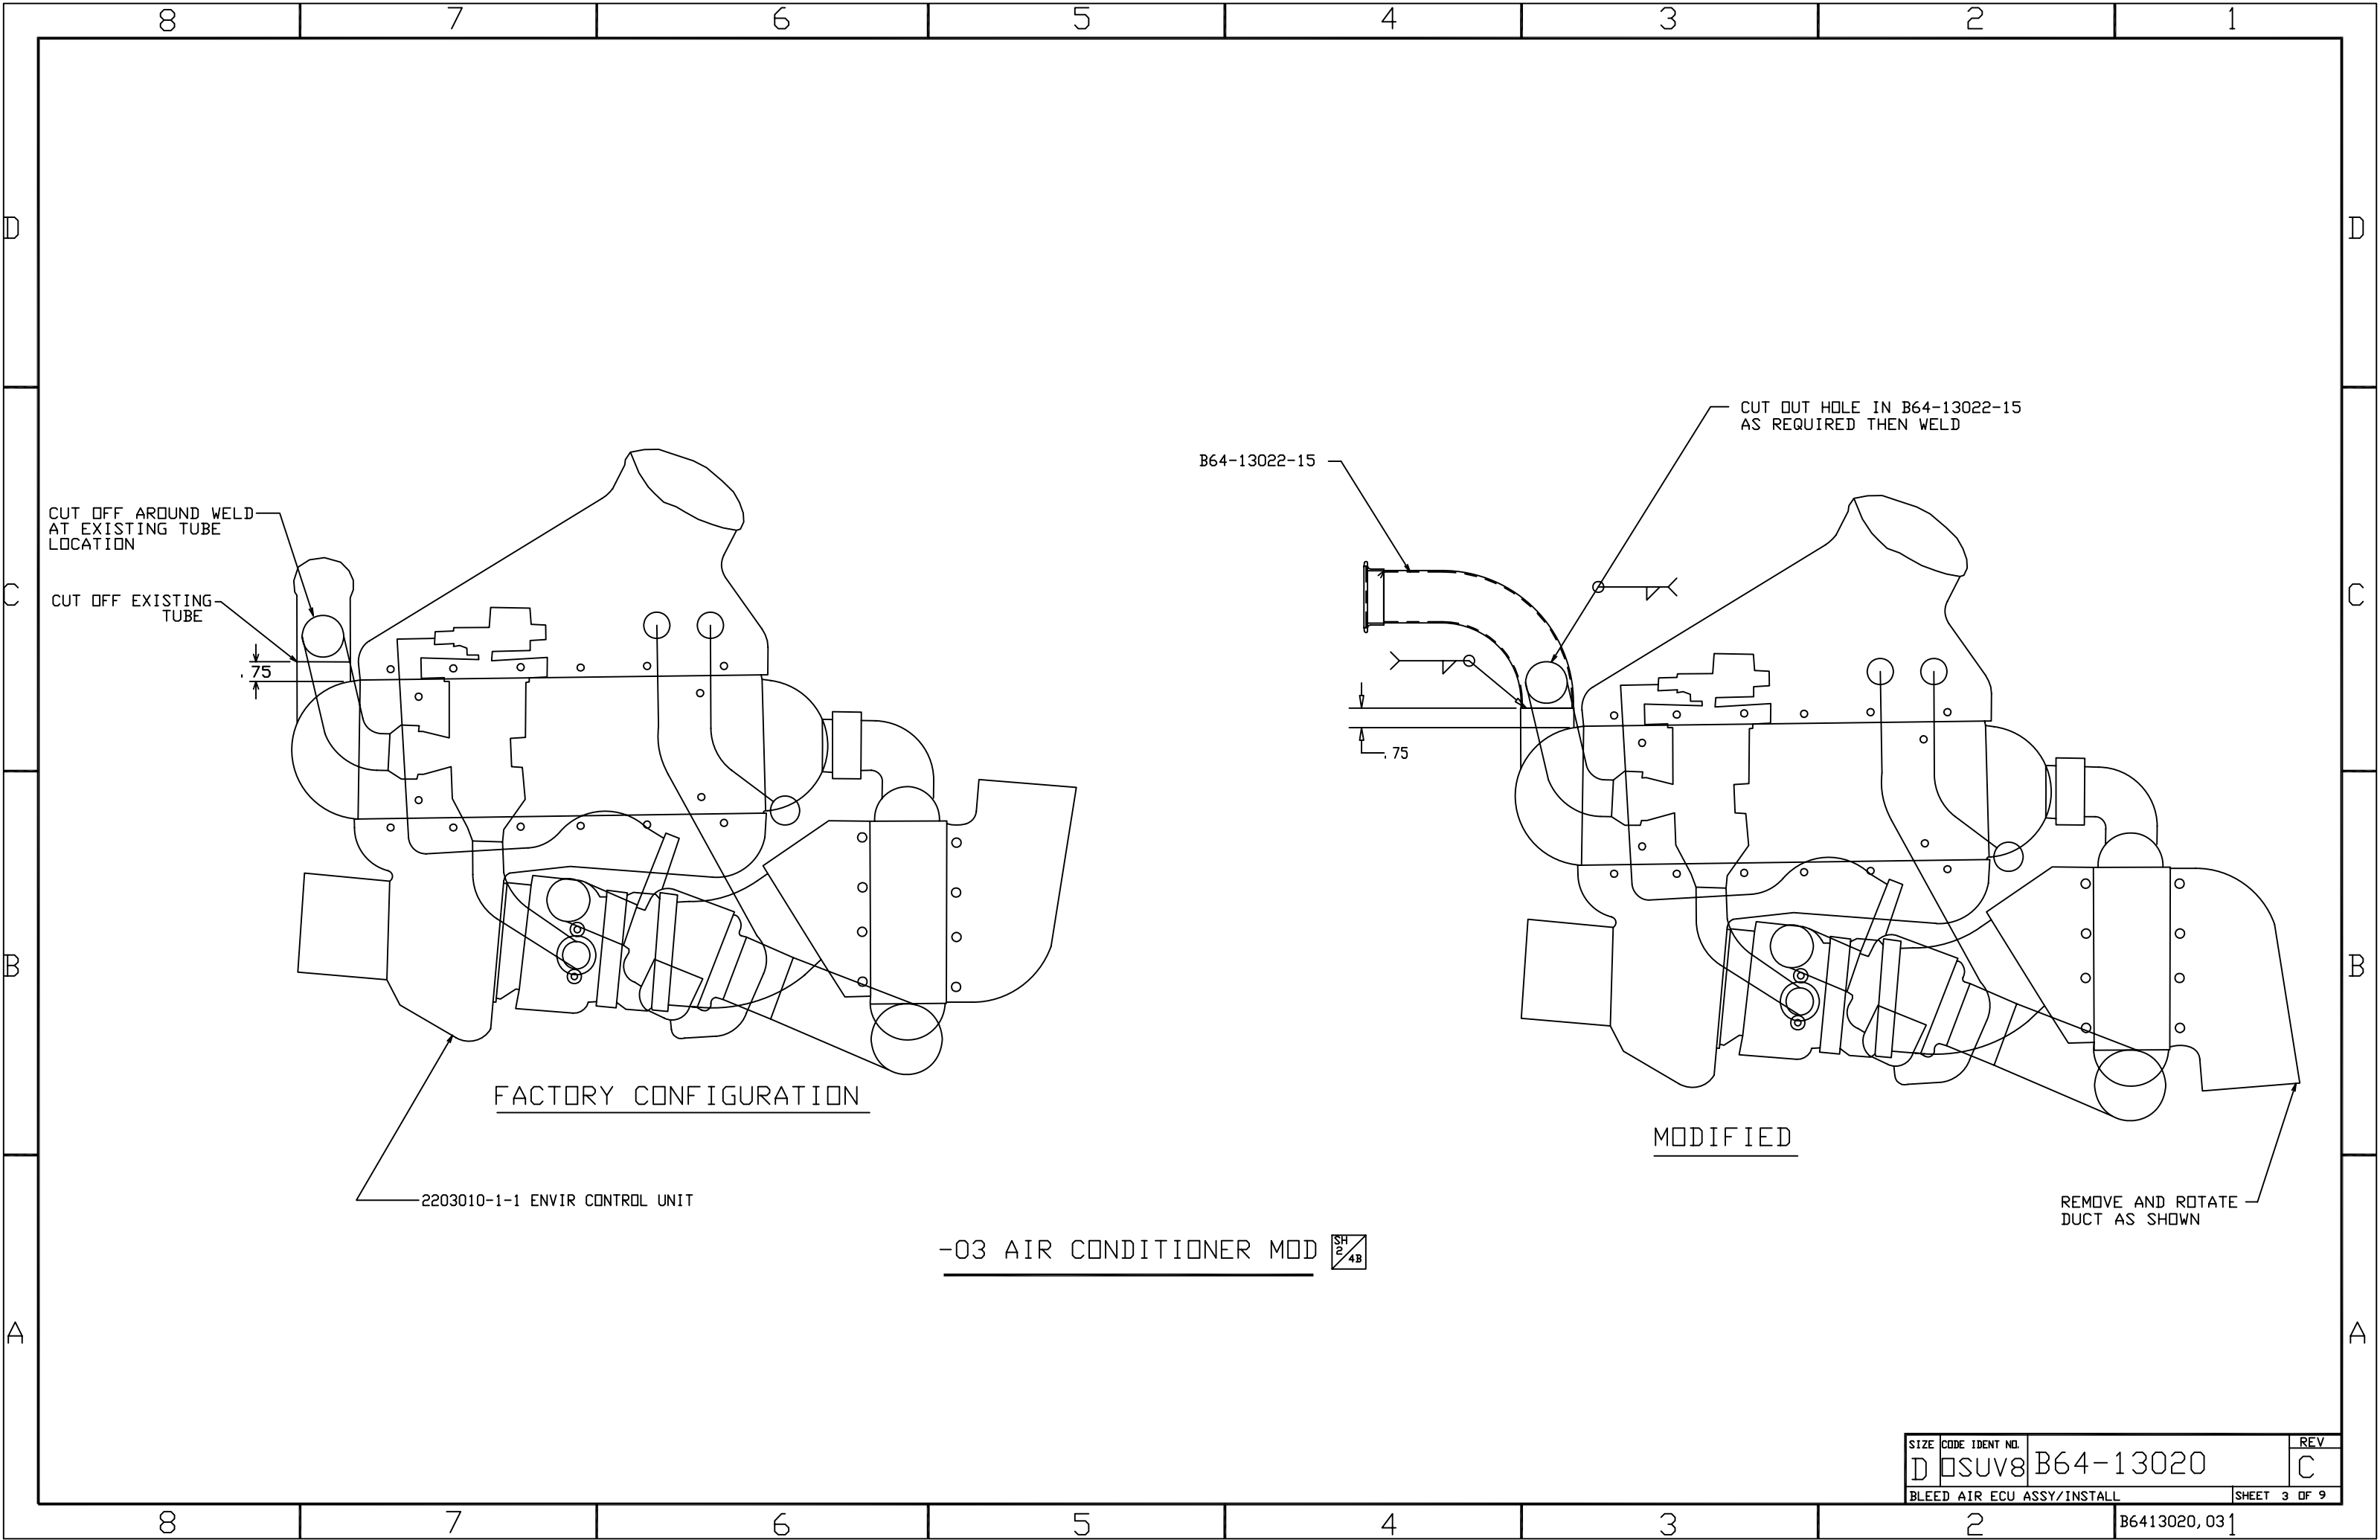 8 7 6 5 4 3 2 1
D D
CUT OUT HOLE IN B64-13022-15
AS REQUIRED THEN WELD
B64-13022-15
CUT OFF AROUND WELD
AT EXISTING TUBE
LOCATION
C C
CUT OFF EXISTING
TUBE
.75
.75
B B
FACTORY CONFIGURATION
MODIFIED
2203010-1-1 ENVIR CONTROL UNIT
REMOVE AND ROTATE
DUCT AS SHOWN
-03 AIR CONDITIONER MOD
SH
2
4B
A A
SIZE CODE IDENT NO. REV
D OSUV8 B64-13020 C
BLEED AIR ECU ASSY/INSTALL SHEET 3 OF 9
8 7 6 5 4 3 2 1
B6413020,03